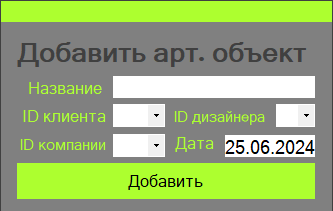 Добавить арт. объект
Название
ID клиента ID дизайнера
ID компании Дата 25.06.2024
Добавить